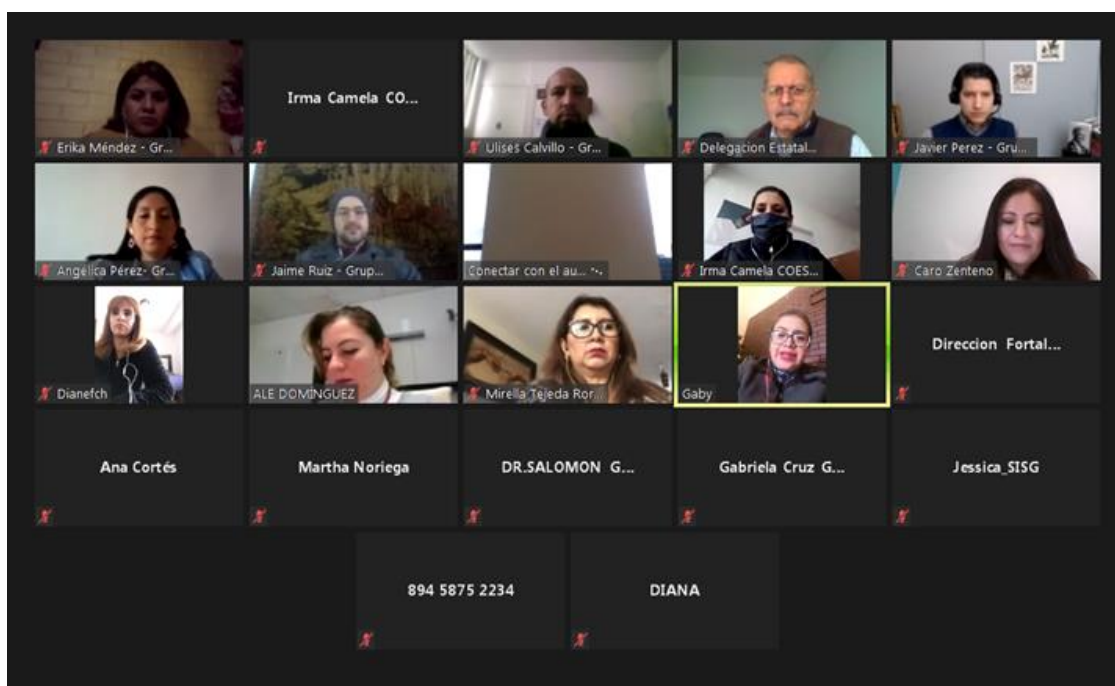 Irma Camela CO...
Erika Méndez - Gr...
Ulises Calvillo - Gr...
Delegacion Estatal...
Javier Perez - Gru...
Angélica Pérez- Gr...
Jaime Ruiz - Grup...
Conectar con el au...
Irma Camela COES...
Caro Zenteno
Direccion Fortal...
Dianefch
ALE DOMINGUEZ
Mirella Tejeda Ror...
Gaby
Ana Cortés
Martha Noriega
DR.SALOMON G...
Gabriela Cruz G...
Jessica_SISG
894 5875 2234
DIANA